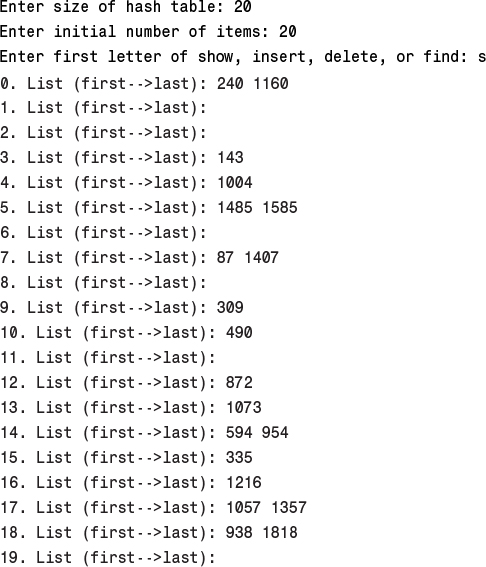 Enter size of hash table: 20
Enter initial number of items: 20
Enter first letter of show, insert, delete, or find: s
0. List (first-->last): 240 1160
1. List (first-->last):
2. List (first-->last):
3. List (first-->last): 143
4. List (first-->last): 1004
5. List (first-->last): 1485 1585
6. List (first-->last):
7. List (first-->last): 87 1407
8. List (first-->last):
9. List (first-->last): 309
10. List (first-->last): 490
11. List (first-->last):
12. List (first-->last): 872
13. List (first-->last): 1073
14. List (first-->last): 594 954
15. List (first-->last): 335
16. List (first-->last): 1216
17. List (first-->last): 1057 1357
18. List (first-->last): 938 1818
19. List (first-->last):